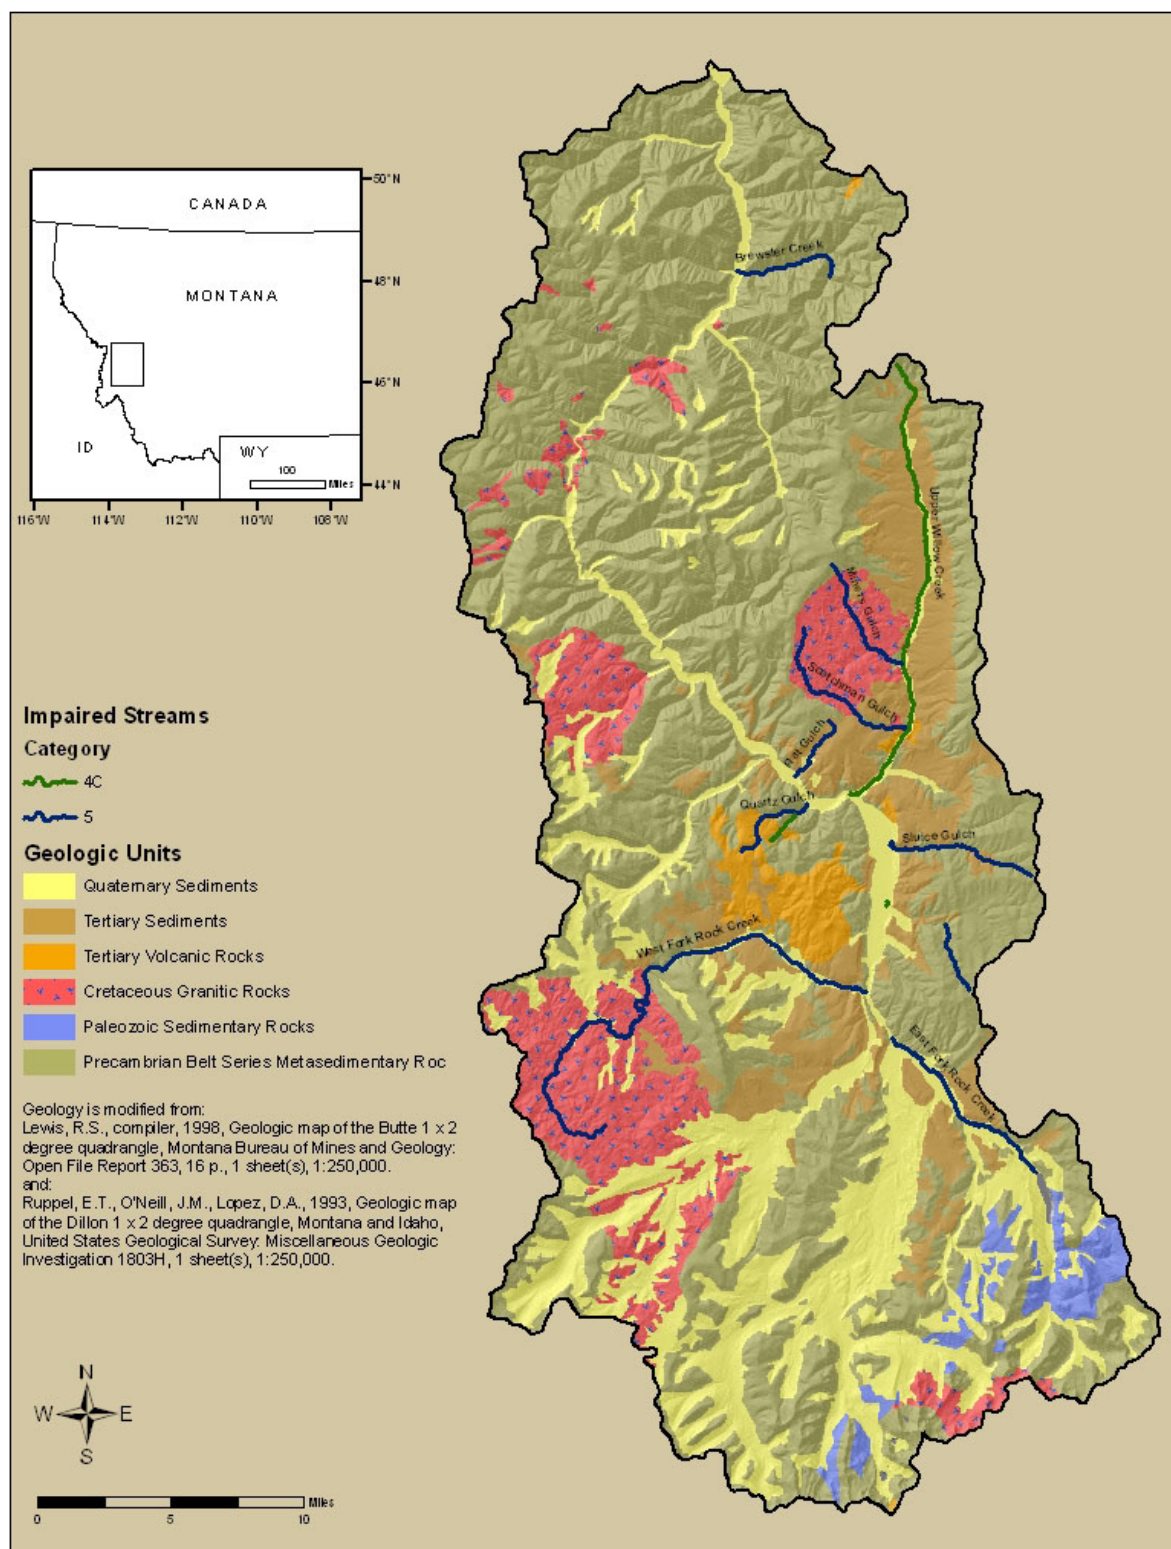 CANADA
MONTANA
ID
WY
100
Miles
50°N
48°N
46°N
44°N
116°W
114°W
112°W
110°W
108°W
Brewster Creek
Upper Willow Creek
Miners Gulch
Scotchman Gulch
Flat Gulch
Quartz Gulch
Sluice Gulch
West Fork Rock Creek
East Fork Rock Creek
Impaired Streams
Category
4C
5
Geologic Units
Quaternary Sediments
Tertiary Sediments
Tertiary Volcanic Rocks
Cretaceous Granitic Rocks
Paleozoic Sedimentary Rocks
Precambrian Belt Series Metasedimentary Roc
Geology is modified from:
Lewis, R.S., compiler, 1998, Geologic map of the Butte 1 x 2
degree quadrangle, Montana Bureau of Mines and Geology:
Open File Report 363, 16 p., 1 sheet(s), 1:250,000.
and:
Ruppel, E.T., O'Neill, J.M., Lopez, D.A., 1993, Geologic map
of the Dillon 1 x 2 degree quadrangle, Montana and Idaho,
United States Geological Survey: Miscellaneous Geologic
Investigation 1803H, 1 sheet(s), 1:250,000.
N
W E
S
Miles
0 5 10